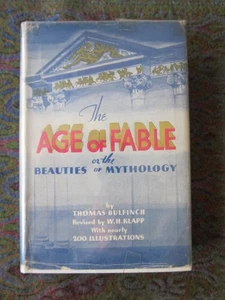 The
AGE OF FABLE
or the
BEAUTIES OF MYTHOLOGY
by
THOMAS BULFINCH
Revised by W. H. KLAPP
With nearly
200 ILLUSTRATIONS